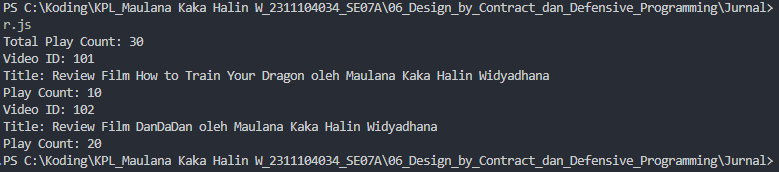 PS C:\Koding\KPL_Maulana Kaka Halin W_2311104034_SE07A\06_Design_by_Contract_dan_Defensive_Programming\Jurnal>
r.js
Total Play Count: 30
Video ID: 101
Title: Review Film How to Train Your Dragon oleh Maulana Kaka Halin Widyadhana
Play Count: 10
Video ID: 102
Title: Review Film DanDaDan oleh Maulana Kaka Halin Widyadhana
Play Count: 20
PS C:\Koding\KPL_Maulana Kaka Halin W_2311104034_SE07A\06_Design_by_Contract_dan_Defensive_Programming\Jurnal>